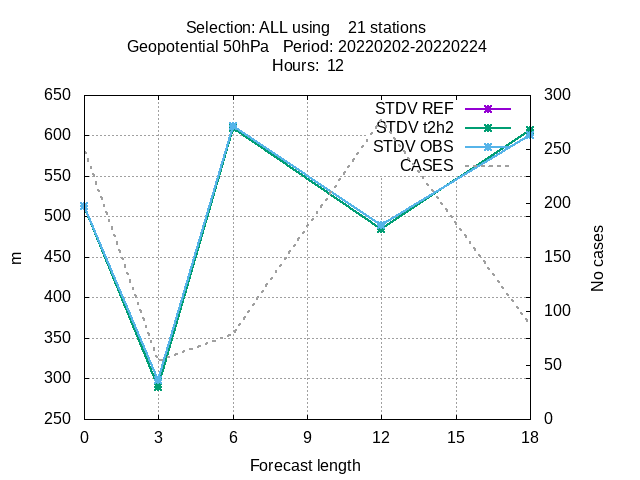 Selection: ALL using    21 stations
Geopotential 50hPa   Period: 20220202-20220224
Hours:  12
650
600
550
500
450
400
350
300
250
300
250
200
150
100
50
0
STDV REF
STDV t2h2
STDV OBS
CASES
m
No cases
0 3 6 9 12 15 18
Forecast length